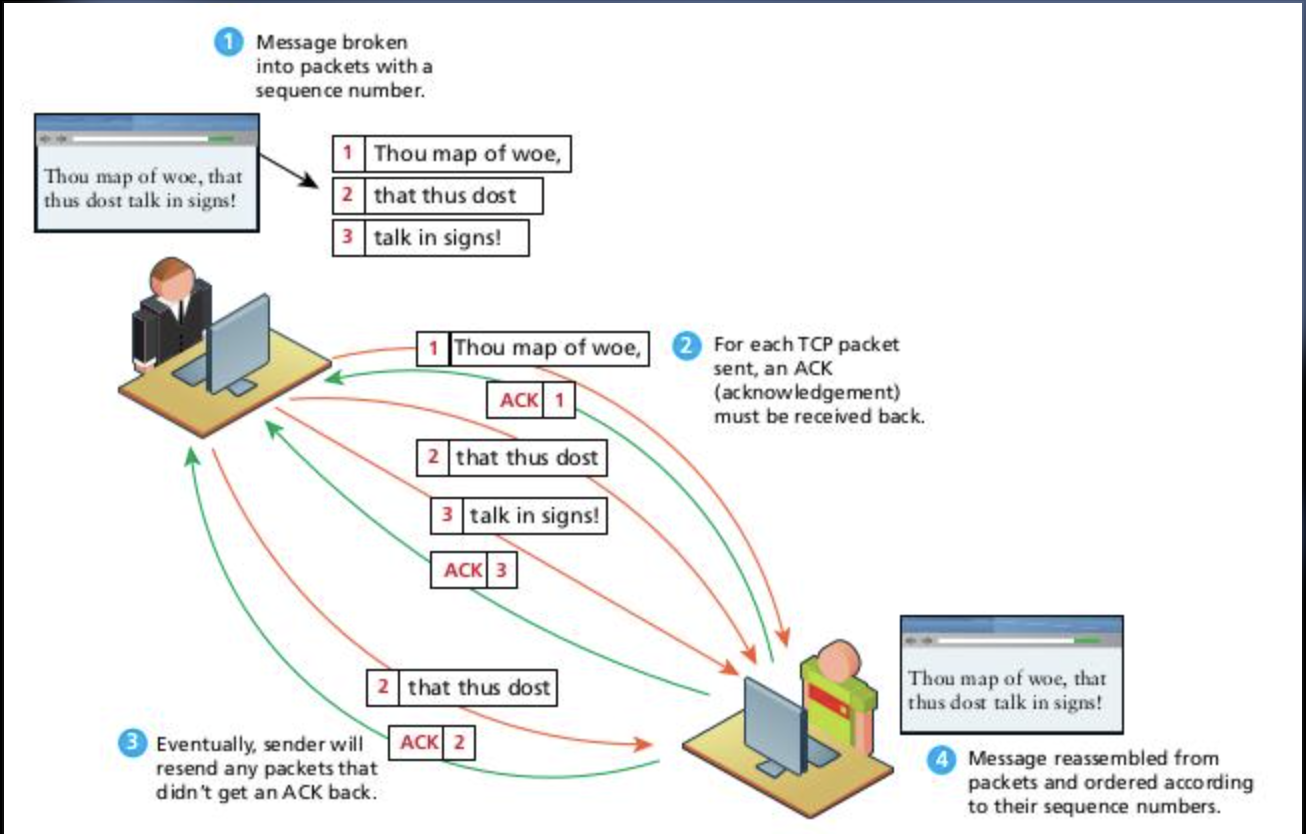 1 Message broken
into packets with a
sequence number.
Thou map of woe, that
thus dost talk in signs!
1 Thou map of woe,
2 that thus dost
3 talk in signs!
1 Thou map of woe,
ACK 1
2 For each TCP packet
sent, an ACK
(acknowledgement)
must be received back.
2 that thus dost
3 talk in signs!
ACK 3
2 that thus dost
ACK 2
3 Eventually, sender will
resend any packets that
didn't get an ACK back.
Thou map of woe, that
thus dost talk in signs!
4 Message reassembled from
packets and ordered according
to their sequence numbers.